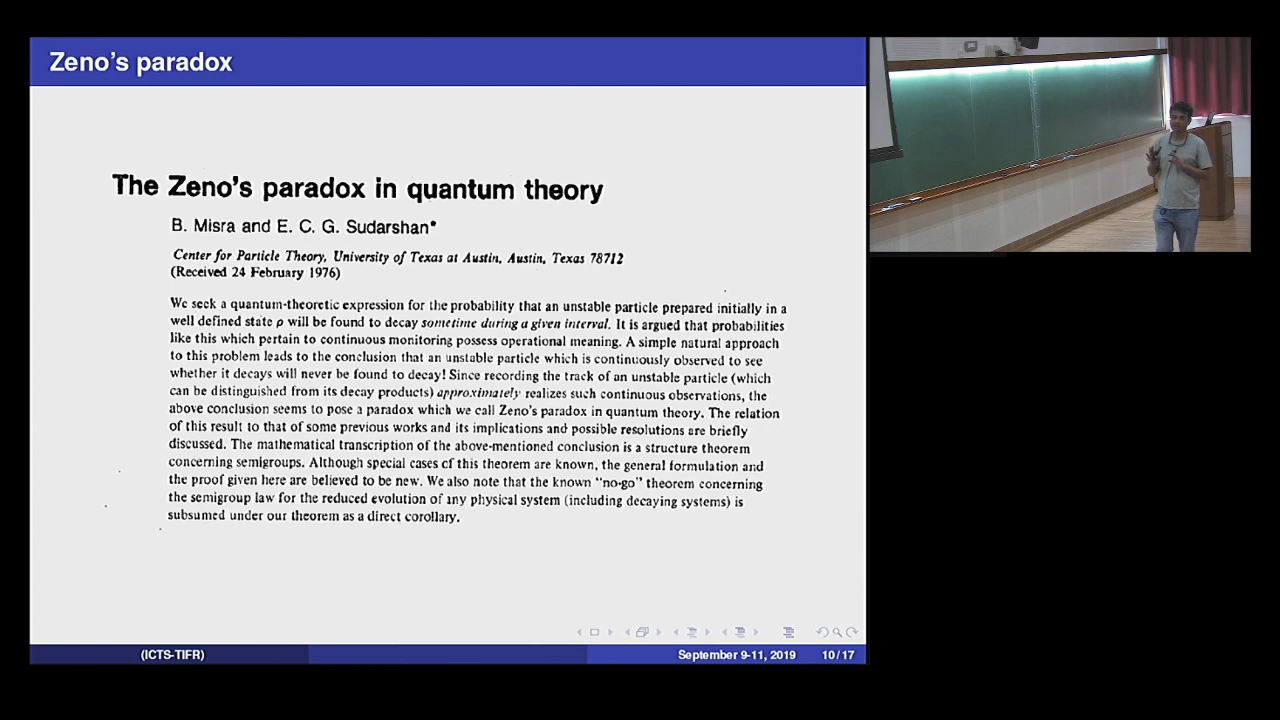 Zeno's paradox
The Zeno's paradox in quantum theory
B. Misra and E. C. G. Sudarshan*
Center for Particle Theory, University of Texas at Austin, Austin, Texas 78712
(Received 24 February 1976)
We seek a quantum-theoretic expression for the probability that an unstable particle prepared initially in a
well defined state ρ will be found to decay sometime during a given interval. It is argued that probabilities
like this which pertain to continuous monitoring possess operational meaning. A simple natural approach
to this problem leads to the conclusion that an unstable particle which is continuously observed to see
whether it decays will never be found to decay! Since recording the track of an unstable particle (which
can be distinguished from its decay products) approximately realizes such continuous observations, the
above conclusion seems to pose a paradox which we call Zeno's paradox in quantum theory. The relation
of this result to that of some previous works and its implications and possible resolutions are briefly
discussed. The mathematical transcription of the above-mentioned conclusion is a structure theorem
concerning semigroups. Although special cases of this theorem are known, the general formulation and
the proof given here are believed to be new. We also note that the known "no-go" theorem concerning
the semigroup law for the reduced evolution of any physical system (including decaying systems) is
subsumed under our theorem as a direct corollary.
(ICTS-TIFR) September 9-11, 2019 10/17